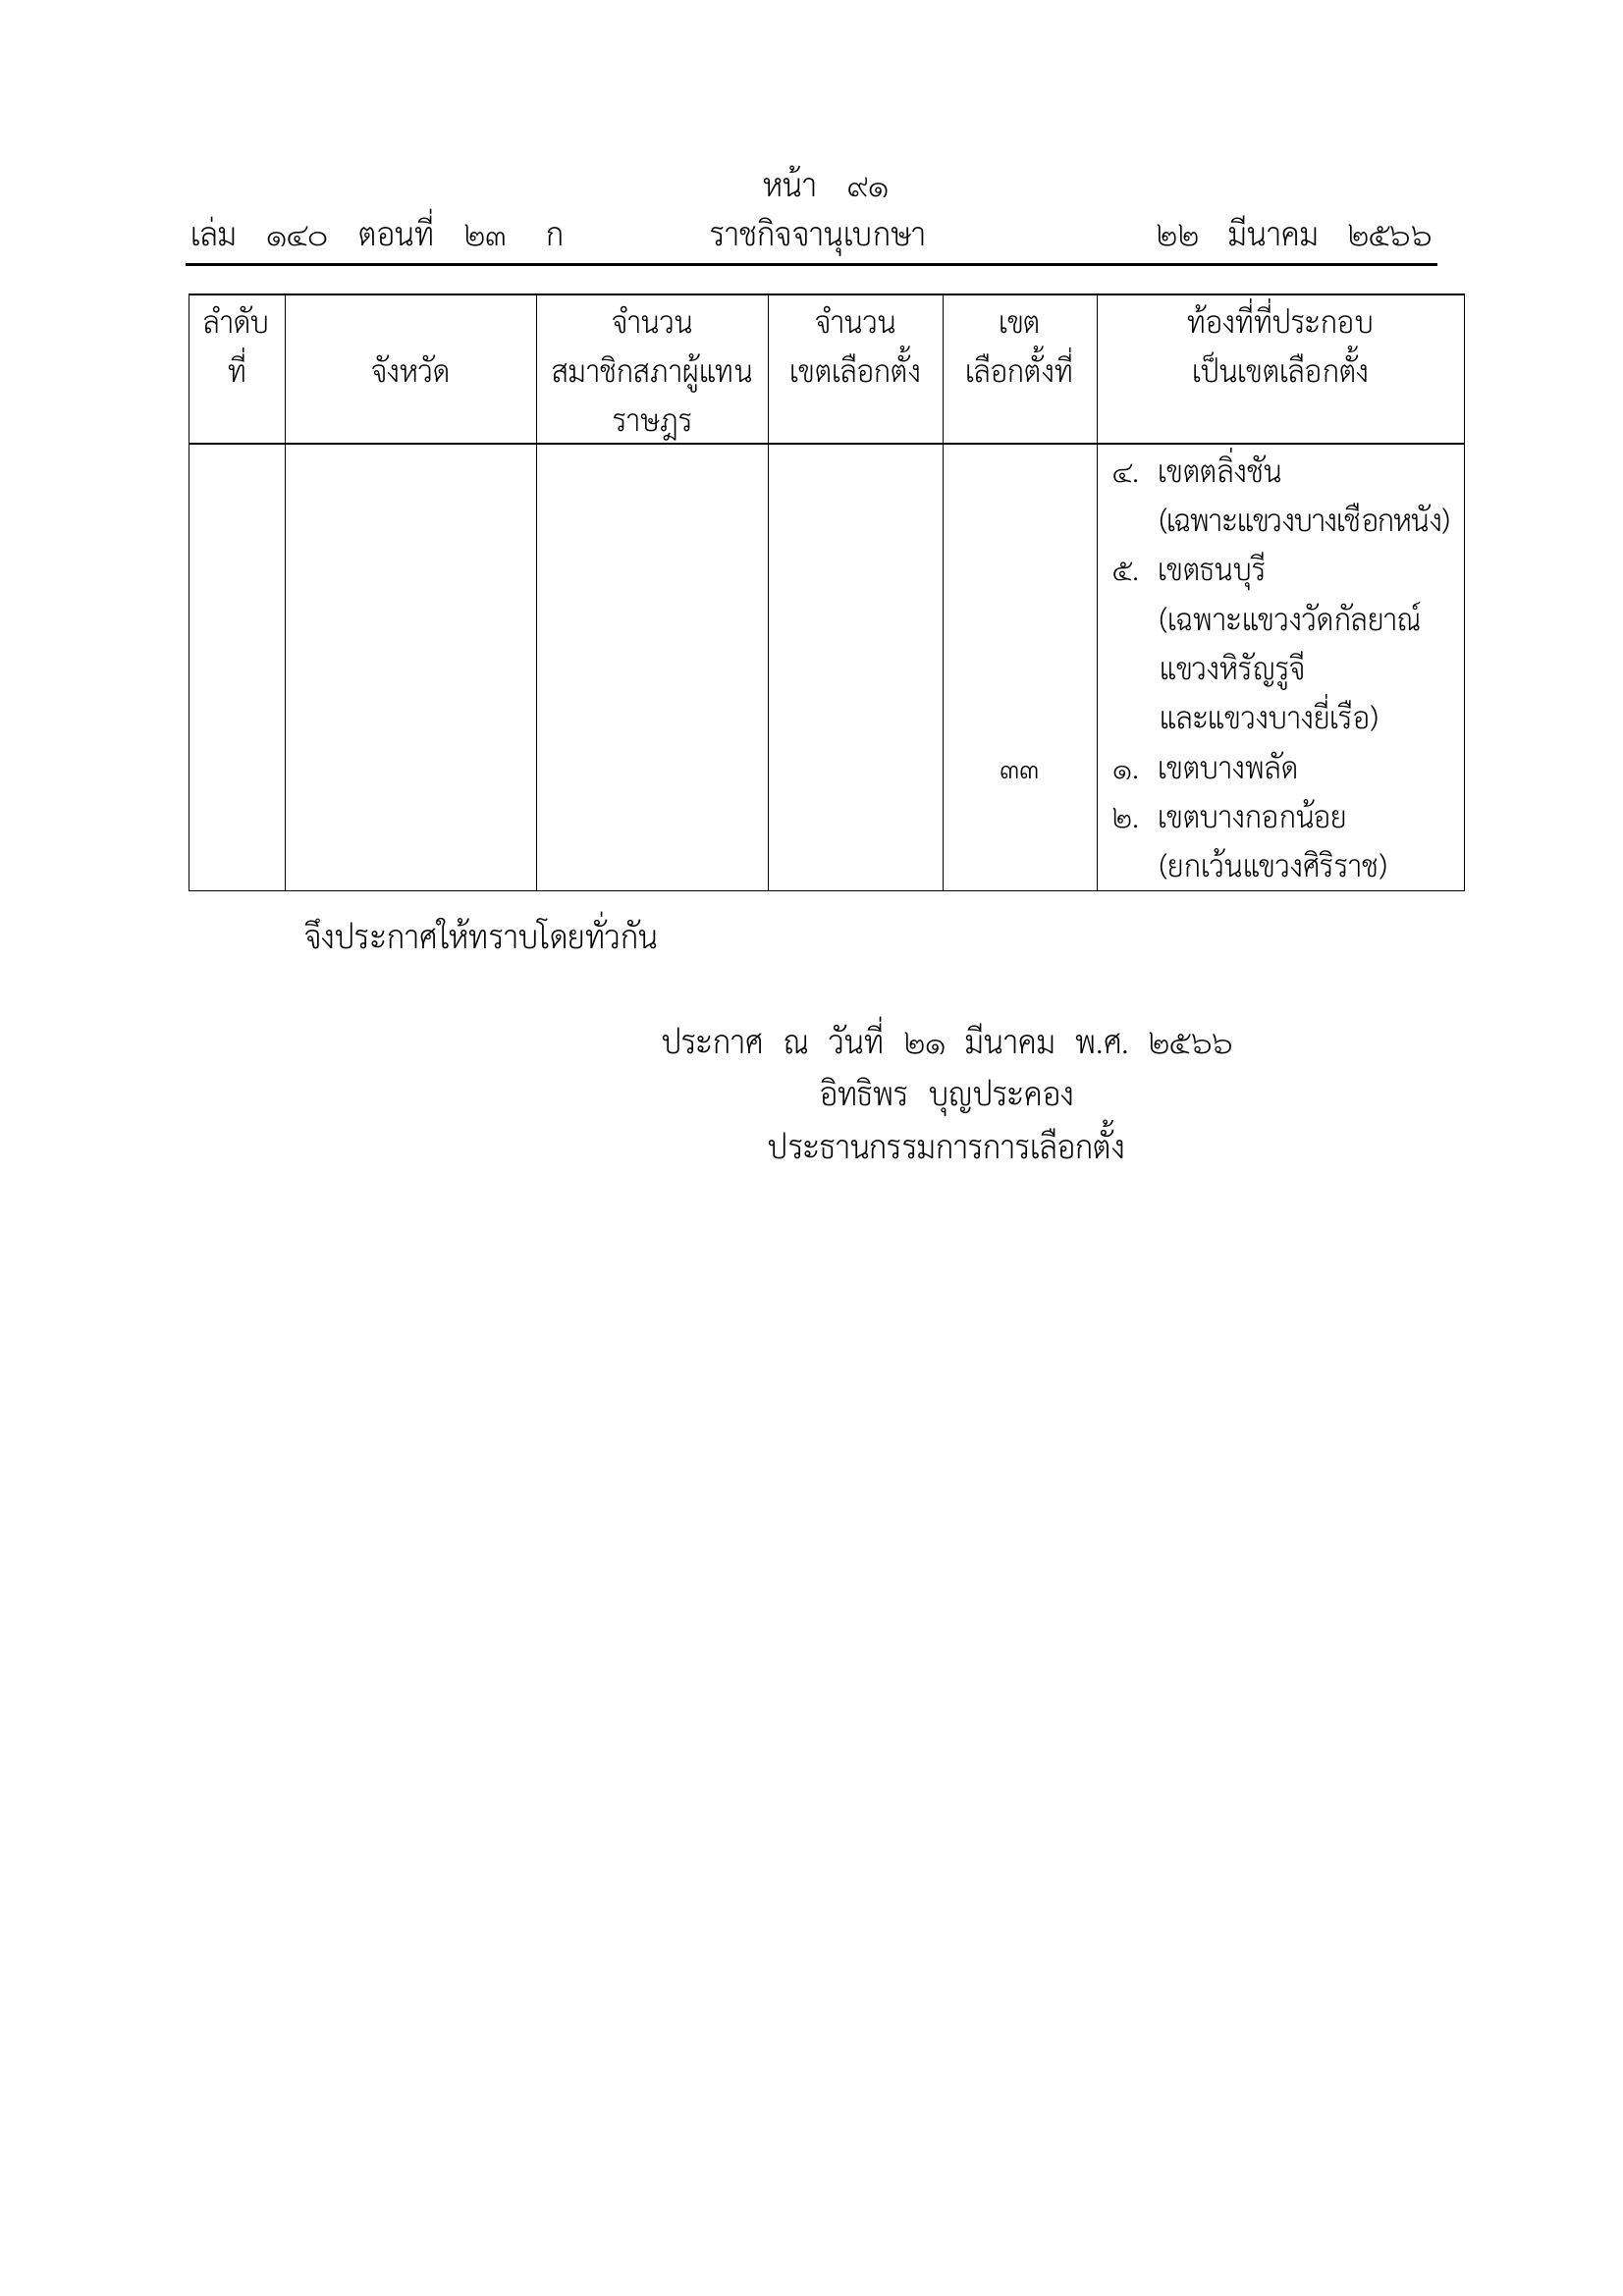 หน้า ๙๑
เล่ม ๑๔๐ ตอนที่ ๒๓ ก ราชกิจจานุเบกษา ๒๒ มีนาคม ๒๕๖๖
ลำดับ จำนวน จำนวน เขต ท้องที่ที่ประกอบ
ที่ จังหวัด สมาชิกสภาผู้แทน เขตเลือกตั้ง เลือกตั้งที่ เป็นเขตเลือกตั้ง
ราษฎร
๔. เขตตลิ่งชัน
(เฉพาะแขวงบางเชือกหนัง)
๕. เขตธนบุรี
(เฉพาะแขวงวัดกัลยาณ์
แขวงหิรัญรูจี
และแขวงบางยี่เรือ)
๓๓ ๑. เขตบางพลัด
๒. เขตบางกอกน้อย
(ยกเว้นแขวงศิริราช)
จึงประกาศให้ทราบโดยทั่วกัน
ประกาศ ณ วันที่ ๒๑ มีนาคม พ.ศ. ๒๕๖๖
อิทธิพร บุญประคอง
ประธานกรรมการการเลือกตั้ง